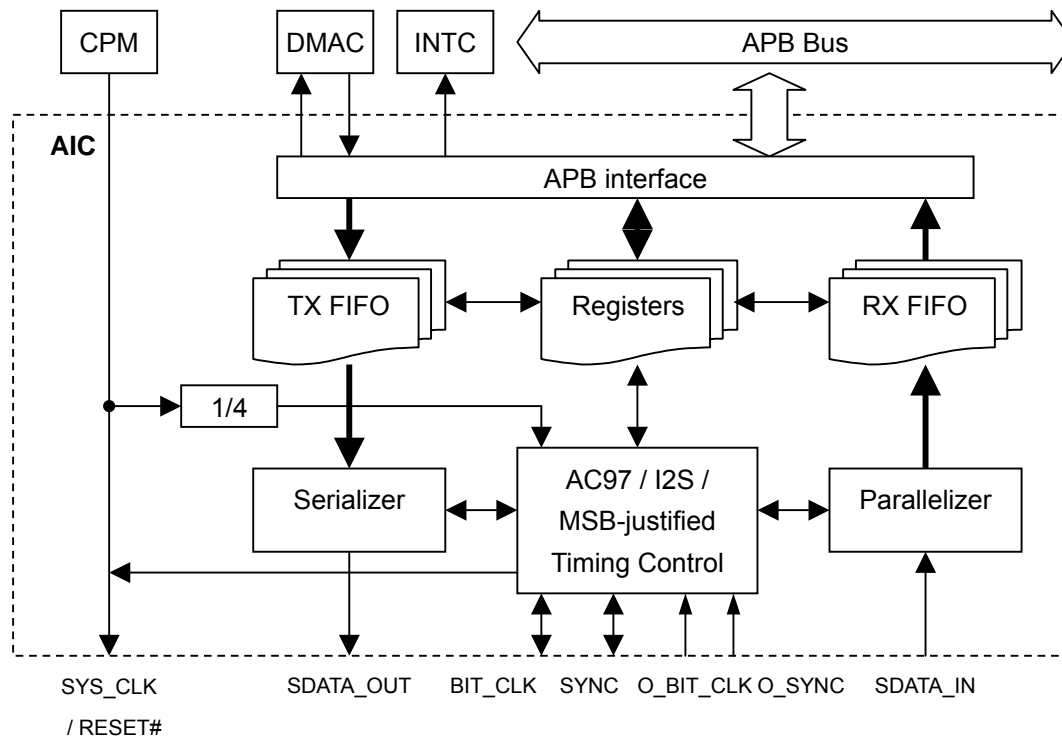 CPM
DMAC
INTC
APB Bus
AIC
APB interface
TX FIFO
Registers
RX FIFO
1/4
Serializer
AC97 / I2S /
MSB-justified
Timing Control
Parallelizer
SYS_CLK
/ RESET#
SDATA_OUT
BIT_CLK
SYNC
O_BIT_CLK
O_SYNC
SDATA_IN